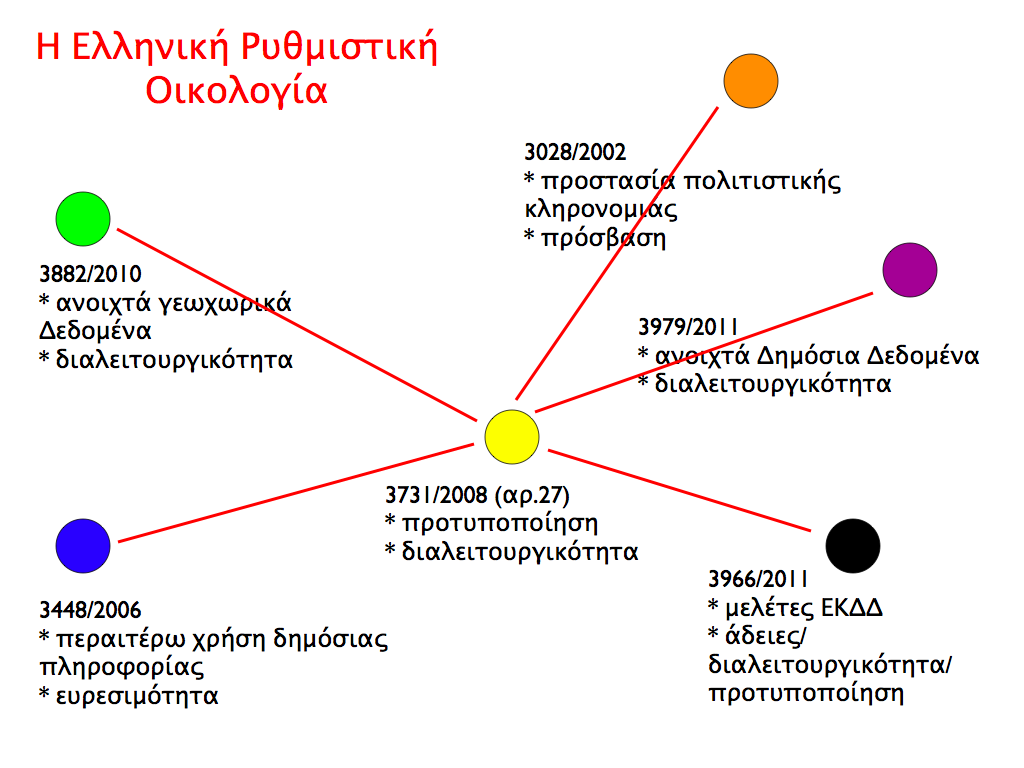 Η Ελληνική Ρυθμιστική
Οικολογία
3028/2002
* προστασία πολιτιστικής
κληρονομιας
* πρόσβαση
3882/2010
* ανοιχτά γεωχωρικά
Δεδομένα
* διαλειτουργικότητα
3979/2011
* ανοιχτά Δημόσια Δεδομένα
* διαλειτουργικότητα
3731/2008 (αρ.27)
* προτυποποίηση
* διαλειτουργικότητα
3448/2006
* περαιτέρω χρήση δημόσιας
πληροφορίας
* ευρεσιμότητα
3966/2011
* μελέτες ΕΚΔΔ
* άδειες/
διαλειτουργικότητα/
προτυποποίηση